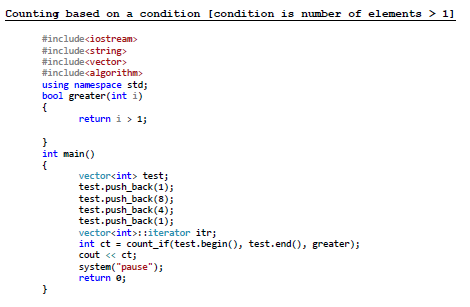 Counting based on a condition [condition is number of elements > 1]
#include<iostream>
#include<string>
#include<vector>
#include<algorithm>
using namespace std;
bool greater(int i)
{
return i > 1;
}
int main()
{
vector<int> test;
test.push_back(1);
test.push_back(8);
test.push_back(4);
test.push_back(1);
vector<int>::iterator itr;
int ct = count_if(test.begin(), test.end(), greater);
cout << ct;
system("pause");
return 0;
}